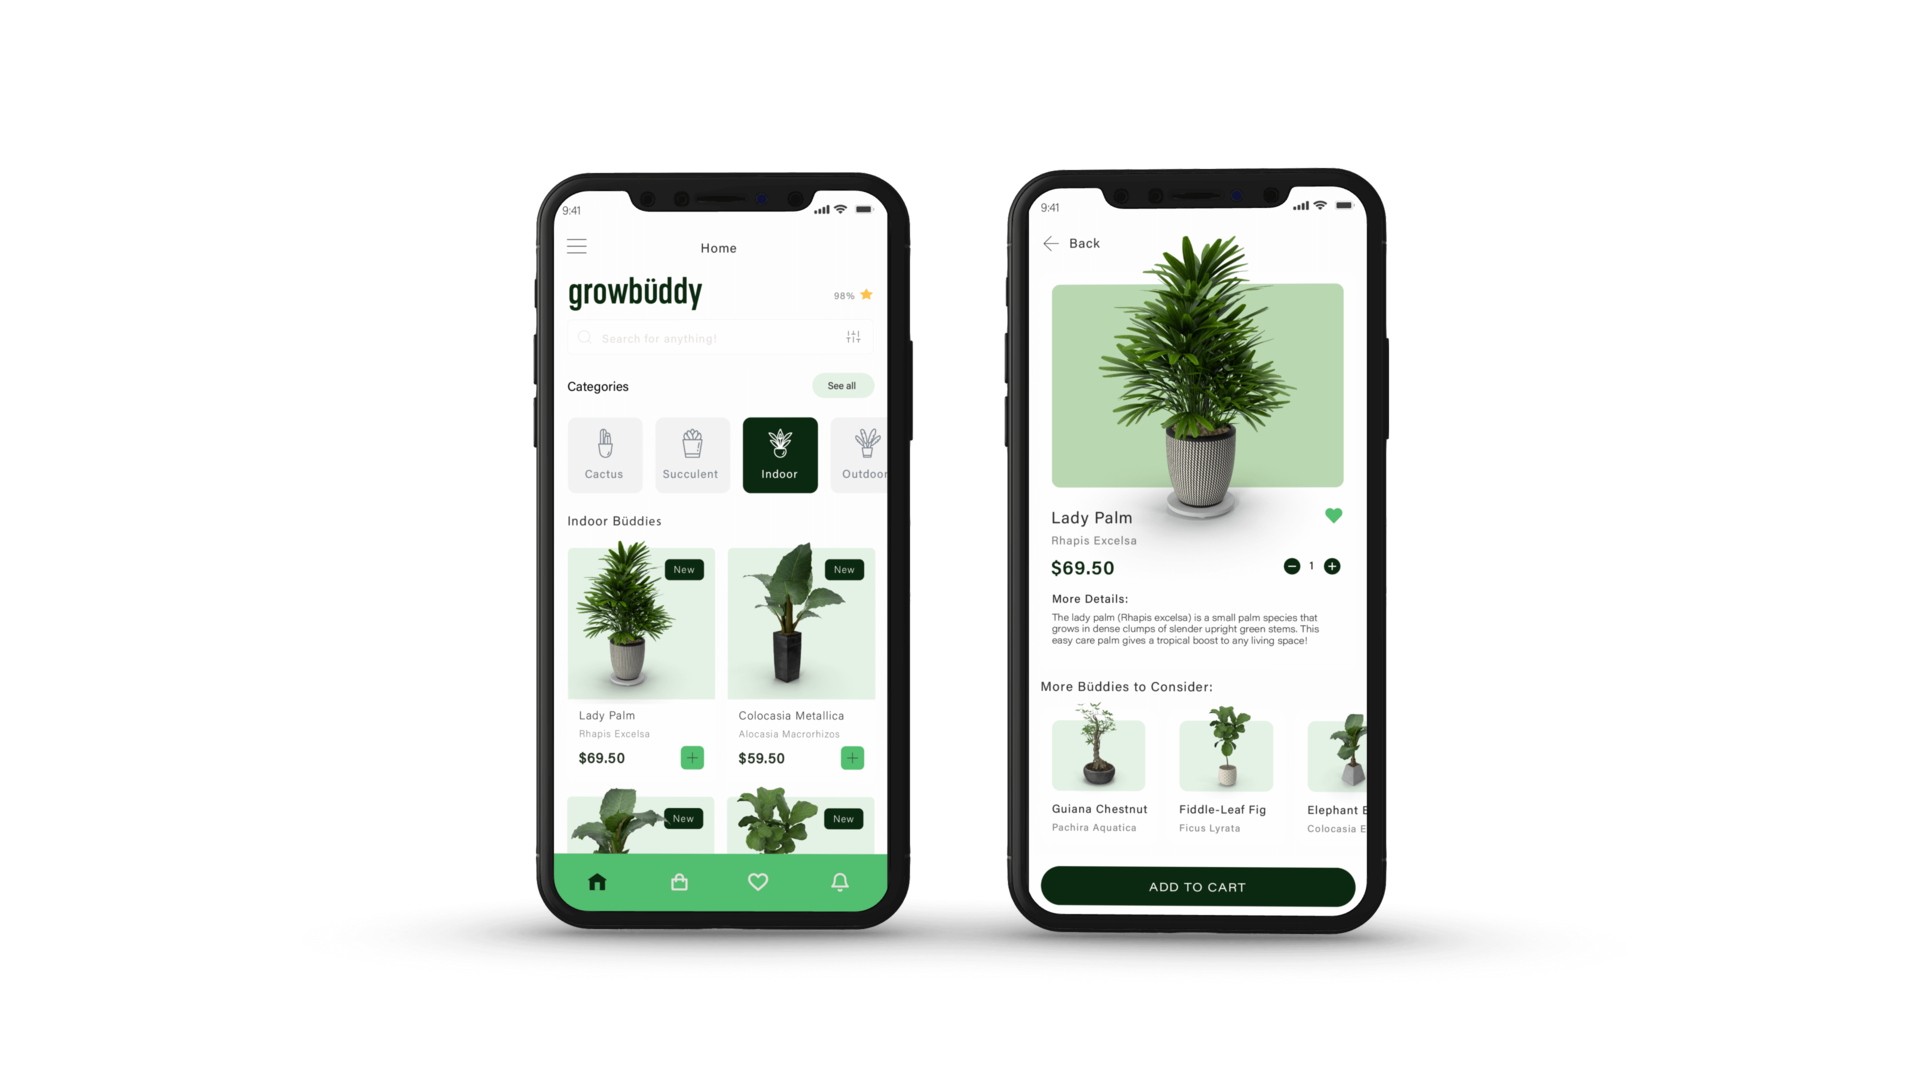 9:41
Home
growbüddy
98%
Search for anything!
Categories
See all
Cactus
Succulent
Indoor
Outdoor
Indoor Büddies
New
New
Lady Palm
Rhapis Excelsa
$69.50
Colocasia Metallica
Alocasia Macrorhizos
$59.50
New
New
9:41
Back
Lady Palm
Rhapis Excelsa
$69.50
1
More Details:
The lady palm (Rhapis excelsa) is a small palm species that
grows in dense clumps of slender upright green stems. This
easy care palm gives a tropical boost to any living space!
More Büddies to Consider:
Guiana Chestnut
Pachira Aquatica
Fiddle-Leaf Fig
Ficus Lyrata
Elephant E
Colocasia E
ADD TO CART